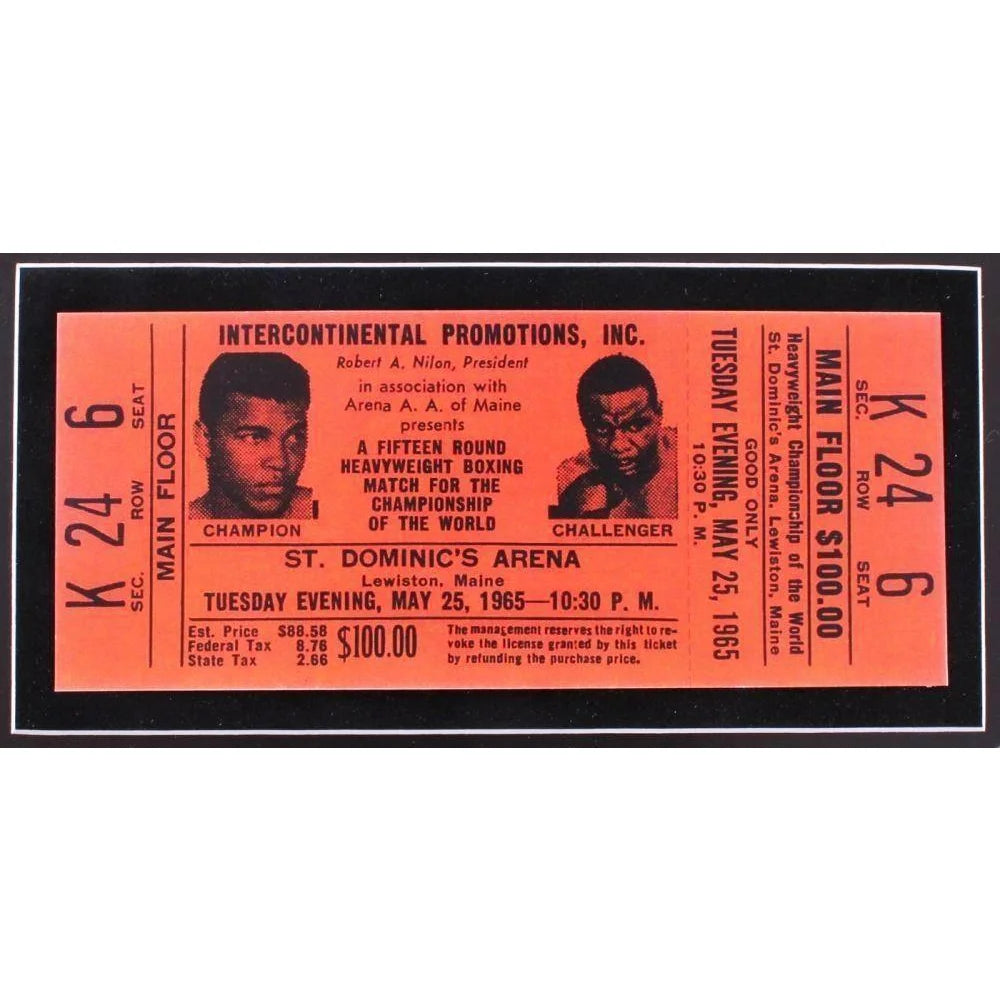 K 24 6
SEC. ROW SEAT
MAIN FLOOR
INTERCONTINENTAL PROMOTIONS, INC.
Robert A. Nilon, President
in association with
Arena A. A. of Maine
presents
A FIFTEEN ROUND
HEAVYWEIGHT BOXING
MATCH FOR THE
CHAMPIONSHIP
OF THE WORLD
CHAMPION
CHALLENGER
ST. DOMINIC'S ARENA
Lewiston, Maine
TUESDAY EVENING, MAY 25, 1965—10:30 P. M.
Est. Price $88.58
Federal Tax 8.76
State Tax 2.66
$100.00
The management reserves the right to re-
voke the license granted by this ticket
by refunding the purchase price.
K 24 6
SEC. ROW SEAT
MAIN FLOOR $100.00
Heavyweight Championship of the World
St. Dominic's Arena, Lewiston, Maine
GOOD ONLY
TUESDAY EVENING, MAY 25, 1965
10:30 P. M.